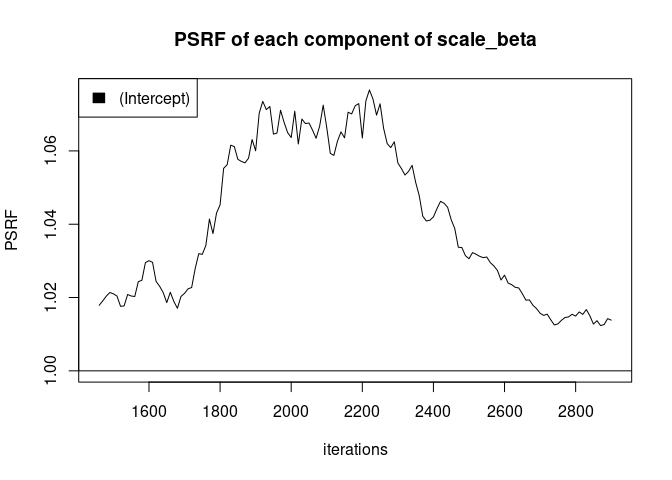 PSRF of each component of scale_beta
(Intercept)
PSRF
1.06
1.04
1.02
1.00
1600 1800 2000 2200 2400 2600 2800
iterations